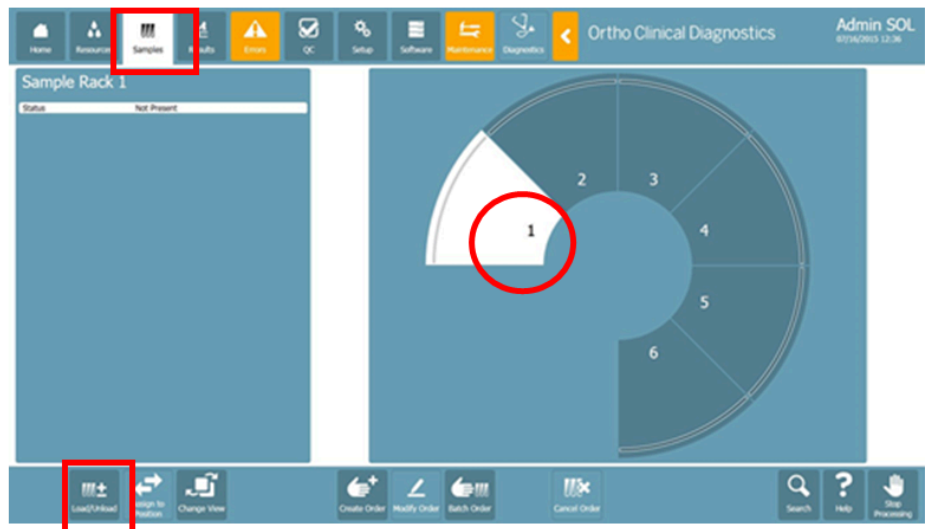 Home
Resources
Samples
Results
Errors
QC
Setup
Software
Maintenance
Diagnostics
Ortho Clinical Diagnostics
Admin SOL
07/16/2015 12:36
Sample Rack 1
Status Not Present
1
2
3
4
5
6
Load/Unload
Assign to
Position
Change View
Create Order
Modify Order
Batch Order
Cancel Order
Search
Help
Stop
Processing